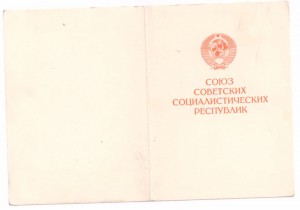 СОЮЗ
СОВЕТСКИХ
СОЦИАЛИСТИЧЕСКИХ
РЕСПУБЛИК